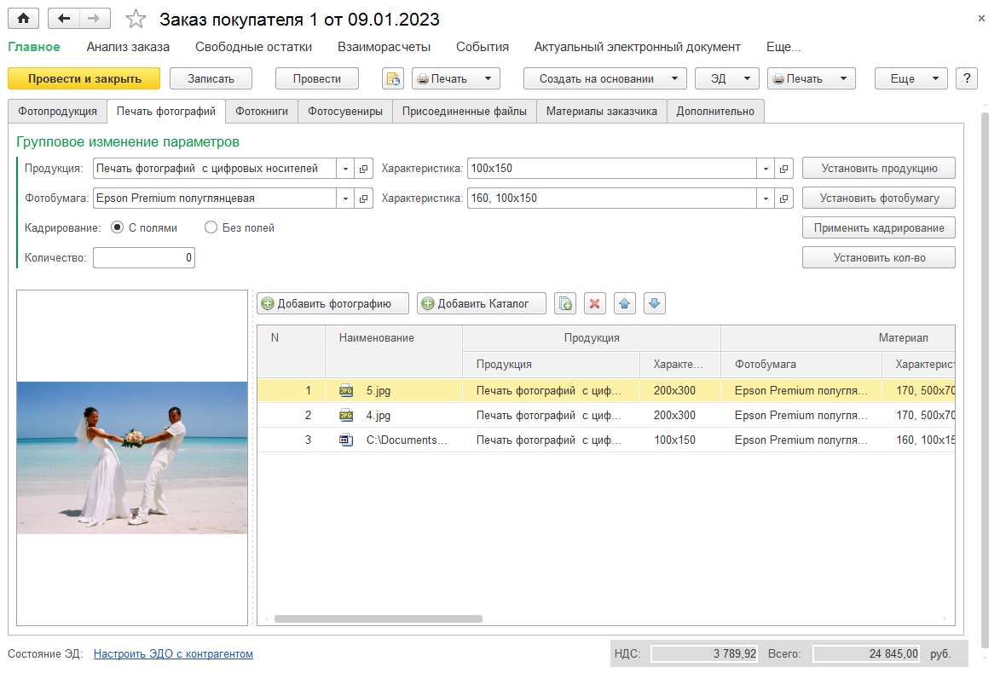 Заказ покупателя 1 от 09.01.2023
Главное Анализ заказа Свободные остатки Взаиморасчеты События Актуальный электронный документ Еще...
Провести и закрыть Записать Провести Печать Создать на основании ЭД Печать Еще ?
Фотопродукция Печать фотографий Фотокниги Фотосувениры Присоединенные файлы Материалы заказчика Дополнительно
Групповое изменение параметров
Продукция: Печать фотографий  с цифровых носителей Характеристика: 100x150 Установить продукцию
Фотобумага: Epson Premium полуглянцевая Характеристика: 160, 100x150 Установить фотобумагу
Кадрирование: С полями Без полей Применить кадрирование
Количество: 0 Установить кол-во
Добавить фотографию Добавить Каталог
N Наименование Продукция Материал
Продукция Характе... Фотобумага Характерист
1 JPG 5.jpg Печать фотографий  с циф... 200x300 Epson Premium полугля... 170, 500x70
2 JPG 4.jpg Печать фотографий  с циф... 200x300 Epson Premium полугля... 170, 500x70
3 C:\Documents... Печать фотографий  с циф... 100x150 Epson Premium полугля... 160, 100x15
Состояние ЭД: Настроить ЭДО с контрагентом НДС: 3 789,92 Всего: 24 845,00 руб.